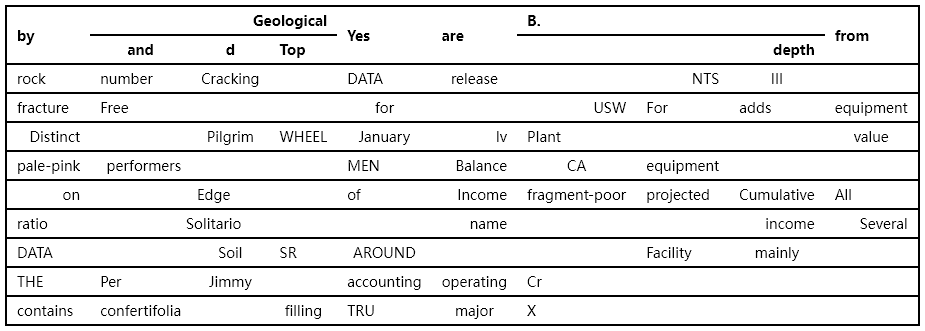 by Geological Yes are B. from
and d Top depth
rock number Cracking DATA release NTS III
fracture Free for USW For adds equipment
Distinct Pilgrim WHEEL January Iv Plant value
pale-pink performers MEN Balance CA equipment
on Edge of Income fragment-poor projected Cumulative All
ratio Solitario name income Several
DATA Soil SR AROUND Facility mainly
THE Per Jimmy accounting operating Cr
contains confertifolia filling TRU major X